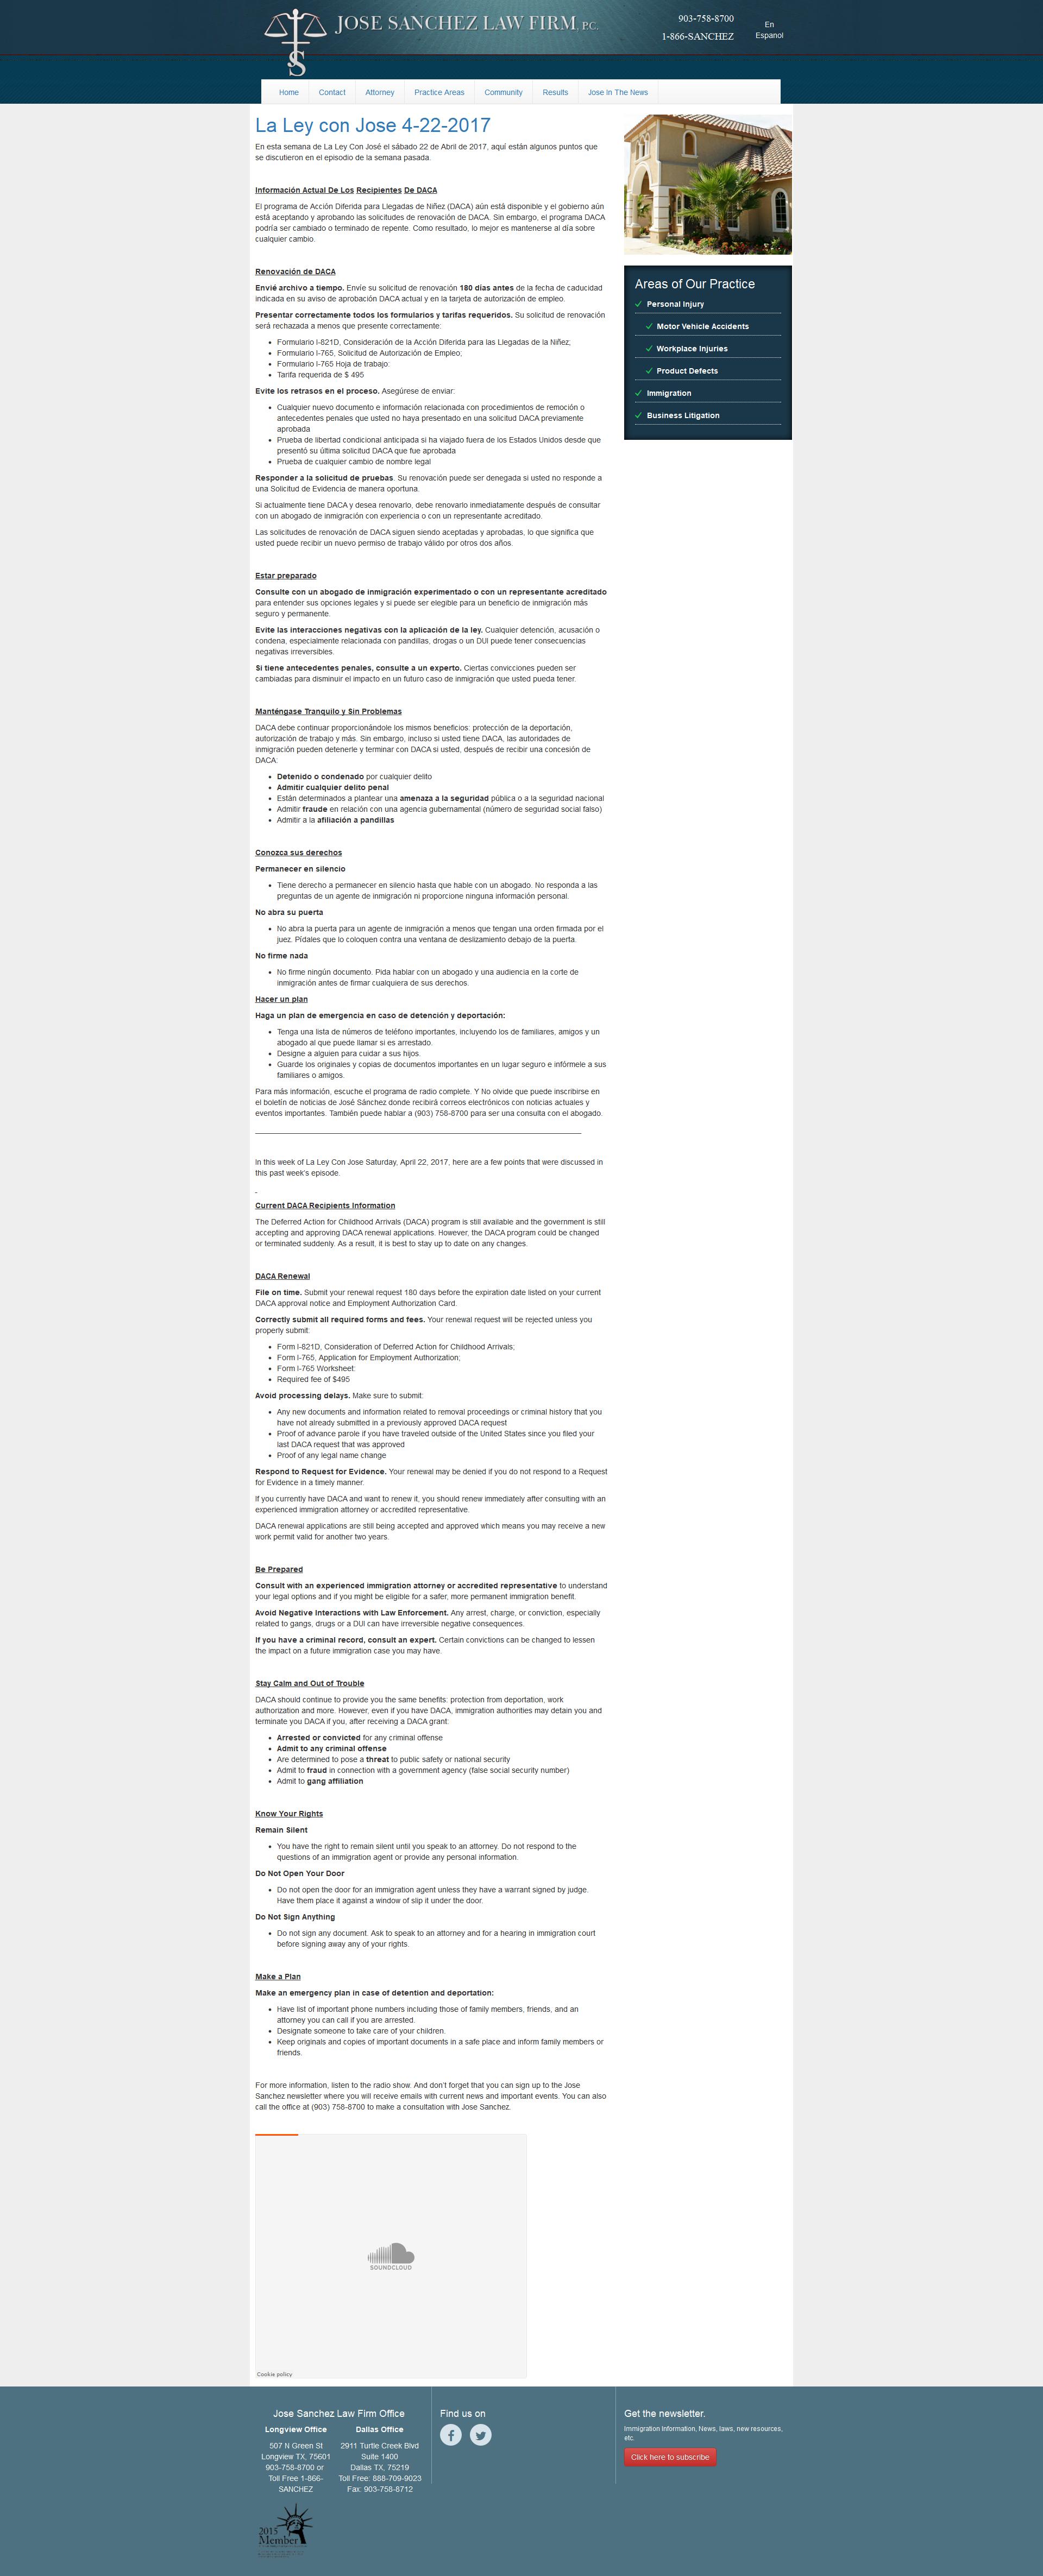 JOSE SANCHEZ LAW FIRM, P.C.
903-758-8700
1-866-SANCHEZ
En
Espanol
Home
Contact
Attorney
Practice Areas
Community
Results
Jose In The News
La Ley con Jose 4-22-2017
En esta semana de La Ley Con José el sábado 22 de Abril de 2017, aquí están algunos puntos que
se discutieron en el episodio de la semana pasada.
Información Actual De Los Recipientes De DACA
El programa de Acción Diferida para Llegadas de Niñez (DACA) aún está disponible y el gobierno aún
está aceptando y aprobando las solicitudes de renovación de DACA. Sin embargo, el programa DACA
podría ser cambiado o terminado de repente. Como resultado, lo mejor es mantenerse al día sobre
cualquier cambio.
Renovación de DACA
Envié archivo a tiempo. Envíe su solicitud de renovación 180 días antes de la fecha de caducidad
indicada en su aviso de aprobación DACA actual y en la tarjeta de autorización de empleo.
Presentar correctamente todos los formularios y tarifas requeridos. Su solicitud de renovación
será rechazada a menos que presente correctamente:
• Formulario I-821D, Consideración de la Acción Diferida para las Llegadas de la Niñez;
• Formulario I-765, Solicitud de Autorización de Empleo;
• Formulario I-765 Hoja de trabajo:
• Tarifa requerida de $ 495
Evite los retrasos en el proceso. Asegúrese de enviar:
• Cualquier nuevo documento e información relacionada con procedimientos de remoción o
antecedentes penales que usted no haya presentado en una solicitud DACA previamente
aprobada
• Prueba de libertad condicional anticipada si ha viajado fuera de los Estados Unidos desde que
presentó su última solicitud DACA que fue aprobada
• Prueba de cualquier cambio de nombre legal
Responder a la solicitud de pruebas. Su renovación puede ser denegada si usted no responde a
una Solicitud de Evidencia de manera oportuna.
Si actualmente tiene DACA y desea renovarlo, debe renovarlo inmediatamente después de consultar
con un abogado de inmigración con experiencia o con un representante acreditado.
Las solicitudes de renovación de DACA siguen siendo aceptadas y aprobadas, lo que significa que
usted puede recibir un nuevo permiso de trabajo válido por otros dos años.
Estar preparado
Consulte con un abogado de inmigración experimentado o con un representante acreditado
para entender sus opciones legales y si puede ser elegible para un beneficio de inmigración más
seguro y permanente.
Evite las interacciones negativas con la aplicación de la ley. Cualquier detención, acusación o
condena, especialmente relacionada con pandillas, drogas o un DUI puede tener consecuencias
negativas irreversibles.
Si tiene antecedentes penales, consulte a un experto. Ciertas convicciones pueden ser
cambiadas para disminuir el impacto en un futuro caso de inmigración que usted pueda tener.
Manténgase Tranquilo y Sin Problemas
DACA debe continuar proporcionándole los mismos beneficios: protección de la deportación,
autorización de trabajo y más. Sin embargo, incluso si usted tiene DACA, las autoridades de
inmigración pueden detenerle y terminar con DACA si usted, después de recibir una concesión de
DACA:
• Detenido o condenado por cualquier delito
• Admitir cualquier delito penal
• Están determinados a plantear una amenaza a la seguridad pública o a la seguridad nacional
• Admitir fraude en relación con una agencia gubernamental (número de seguridad social falso)
• Admitir a la afiliación a pandillas
Conozca sus derechos
Permanecer en silencio
• Tiene derecho a permanecer en silencio hasta que hable con un abogado. No responda a las
preguntas de un agente de inmigración ni proporcione ninguna información personal.
No abra su puerta
• No abra la puerta para un agente de inmigración a menos que tengan una orden firmada por el
juez. Pídales que lo coloquen contra una ventana de deslizamiento debajo de la puerta.
No firme nada
• No firme ningún documento. Pida hablar con un abogado y una audiencia en la corte de
inmigración antes de firmar cualquiera de sus derechos.
Hacer un plan
Haga un plan de emergencia en caso de detención y deportación:
• Tenga una lista de números de teléfono importantes, incluyendo los de familiares, amigos y un
abogado al que puede llamar si es arrestado.
• Designe a alguien para cuidar a sus hijos.
• Guarde los originales y copias de documentos importantes en un lugar seguro e infórmele a sus
familiares o amigos.
Para más información, escuche el programa de radio complete. Y No olvide que puede inscribirse en
el boletín de noticias de José Sánchez donde recibirá correos electrónicos con noticias actuales y
eventos importantes. También puede hablar a (903) 758-8700 para ser una consulta con el abogado.
In this week of La Ley Con Jose Saturday, April 22, 2017, here are a few points that were discussed in
this past week's episode.
Current DACA Recipients Information
The Deferred Action for Childhood Arrivals (DACA) program is still available and the government is still
accepting and approving DACA renewal applications. However, the DACA program could be changed
or terminated suddenly. As a result, it is best to stay up to date on any changes.
DACA Renewal
File on time. Submit your renewal request 180 days before the expiration date listed on your current
DACA approval notice and Employment Authorization Card.
Correctly submit all required forms and fees. Your renewal request will be rejected unless you
properly submit:
• Form I-821D, Consideration of Deferred Action for Childhood Arrivals;
• Form I-765, Application for Employment Authorization;
• Form I-765 Worksheet:
• Required fee of $495
Avoid processing delays. Make sure to submit:
• Any new documents and information related to removal proceedings or criminal history that you
have not already submitted in a previously approved DACA request
• Proof of advance parole if you have traveled outside of the United States since you filed your
last DACA request that was approved
• Proof of any legal name change
Respond to Request for Evidence. Your renewal may be denied if you do not respond to a Request
for Evidence in a timely manner.
If you currently have DACA and want to renew it, you should renew immediately after consulting with an
experienced immigration attorney or accredited representative.
DACA renewal applications are still being accepted and approved which means you may receive a new
work permit valid for another two years.
Be Prepared
Consult with an experienced immigration attorney or accredited representative to understand
your legal options and if you might be eligible for a safer, more permanent immigration benefit.
Avoid Negative Interactions with Law Enforcement. Any arrest, charge, or conviction, especially
related to gangs, drugs or a DUI can have irreversible negative consequences.
If you have a criminal record, consult an expert. Certain convictions can be changed to lessen
the impact on a future immigration case you may have.
Stay Calm and Out of Trouble
DACA should continue to provide you the same benefits: protection from deportation, work
authorization and more. However, even if you have DACA, immigration authorities may detain you and
terminate you DACA if you, after receiving a DACA grant:
• Arrested or convicted for any criminal offense
• Admit to any criminal offense
• Are determined to pose a threat to public safety or national security
• Admit to fraud in connection with a government agency (false social security number)
• Admit to gang affiliation
Know Your Rights
Remain Silent
• You have the right to remain silent until you speak to an attorney. Do not respond to the
questions of an immigration agent or provide any personal information.
Do Not Open Your Door
• Do not open the door for an immigration agent unless they have a warrant signed by judge.
Have them place it against a window of slip it under the door.
Do Not Sign Anything
• Do not sign any document. Ask to speak to an attorney and for a hearing in immigration court
before signing away any of your rights.
Make a Plan
Make an emergency plan in case of detention and deportation:
• Have list of important phone numbers including those of family members, friends, and an
attorney you can call if you are arrested.
• Designate someone to take care of your children.
• Keep originals and copies of important documents in a safe place and inform family members or
friends.
For more information, listen to the radio show. And don't forget that you can sign up to the Jose
Sanchez newsletter where you will receive emails with current news and important events. You can also
call the office at (903) 758-8700 to make a consultation with Jose Sanchez.
SOUNDCLOUD
Cookie policy
Areas of Our Practice
Personal Injury
Motor Vehicle Accidents
Workplace Injuries
Product Defects
Immigration
Business Litigation
Jose Sanchez Law Firm Office
Longview Office
507 N Green St
Longview TX, 75601
903-758-8700 or
Toll Free 1-866-
SANCHEZ
Dallas Office
2911 Turtle Creek Blvd
Suite 1400
Dallas TX, 75219
Toll Free: 888-709-9023
Fax: 903-758-8712
2015
Member
Find us on
Get the newsletter.
Immigration Information, News, laws, new resources,
etc.
Click here to subscribe